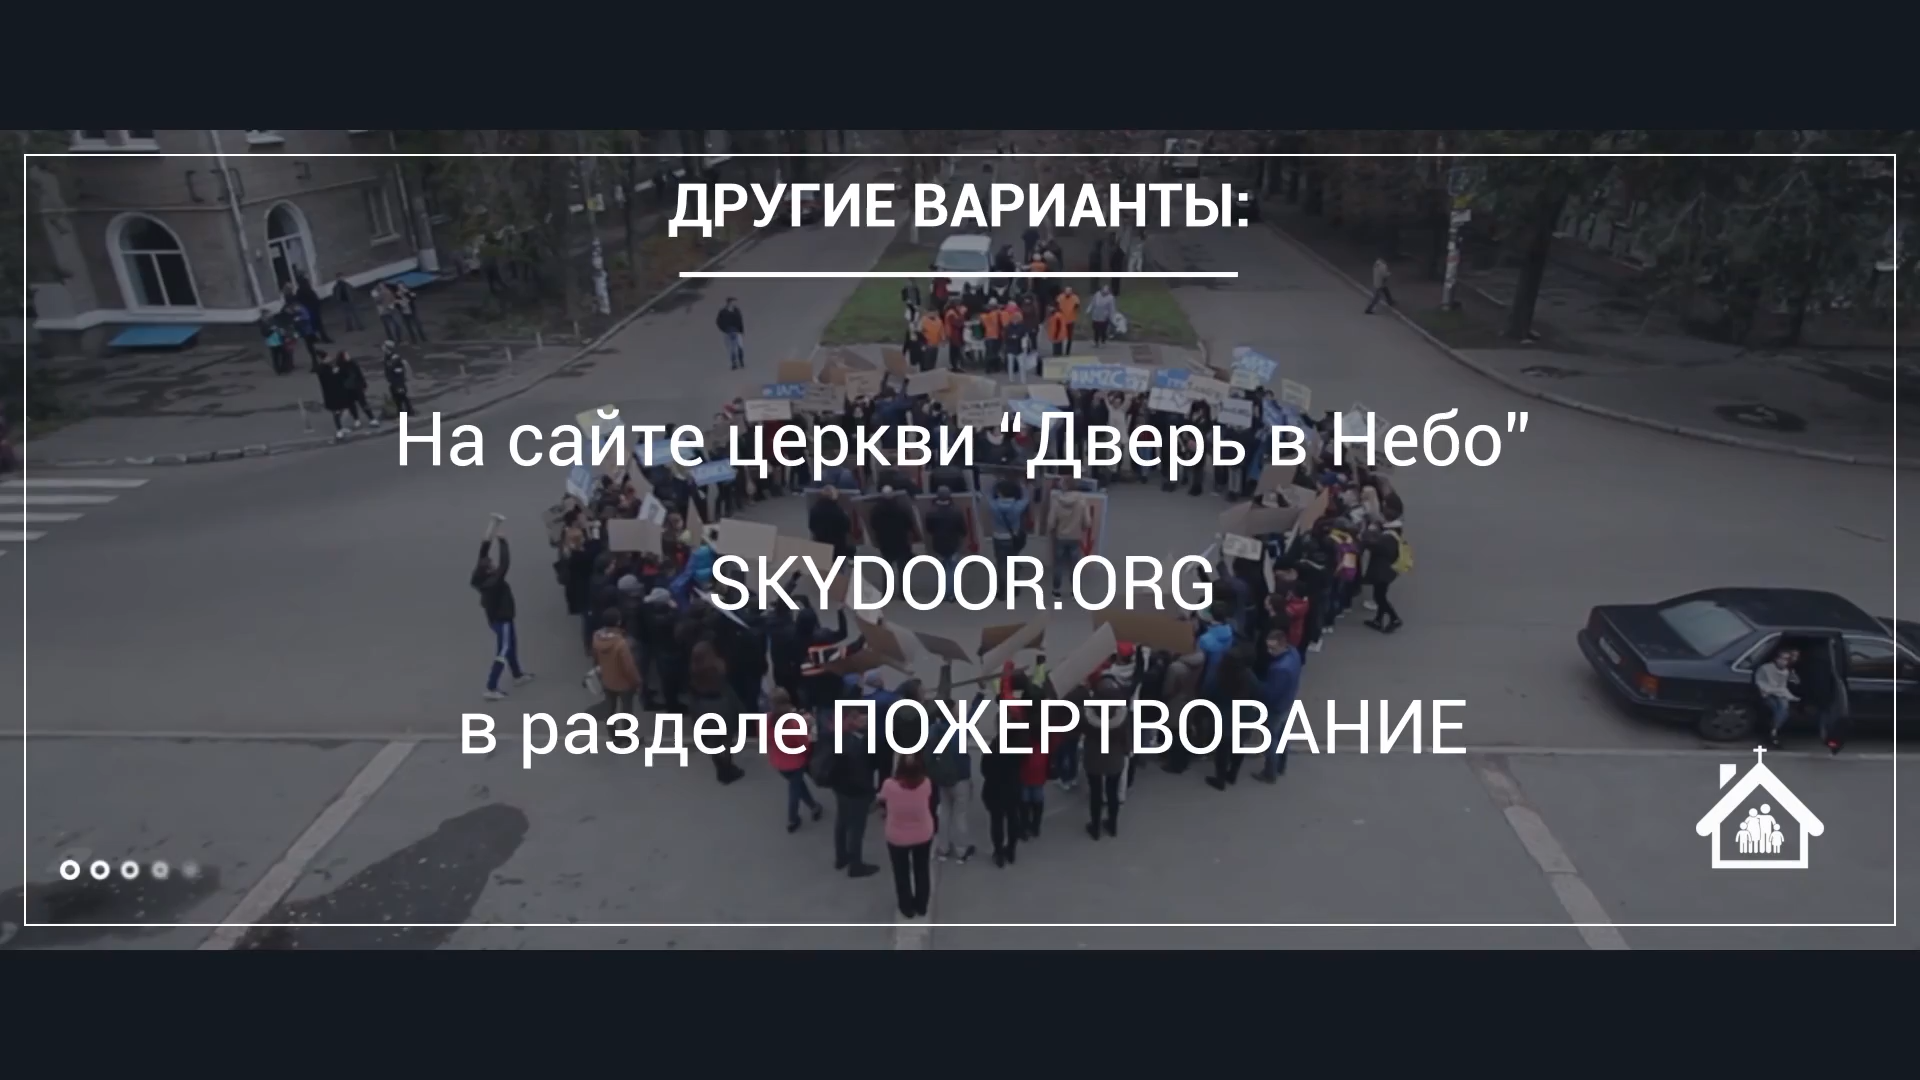 ДРУГИЕ ВАРИАНТЫ:
На сайте церкви “Дверь в Небо”
SKYDOOR.ORG
в разделе ПОЖЕРТВОВАНИЕ